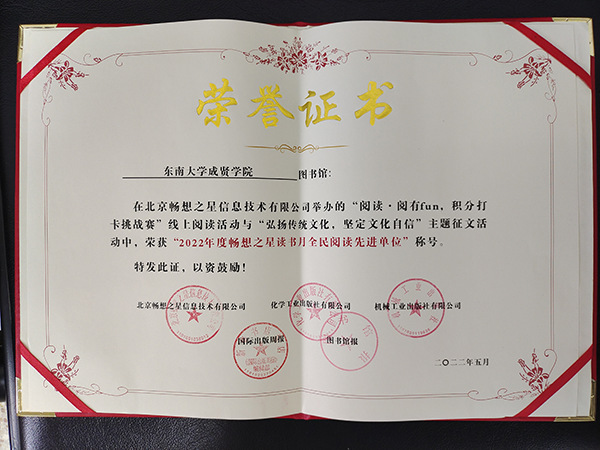 荣誉证书
东南大学成贤学院 图书馆:
在北京畅想之星信息技术有限公司举办的“阅读·阅有fun，积分打
卡挑战赛”线上阅读活动与“弘扬传统文化，坚定文化自信”主题征文活
动中，荣获“2022年度畅想之星读书月全民阅读先进单位”称号。
特发此证，以资鼓励！
北京畅想之星信息技术有限公司 化学工业出版社有限公司 机械工业出版社有限公司
国际出版周报 图书馆报
二〇二二年五月